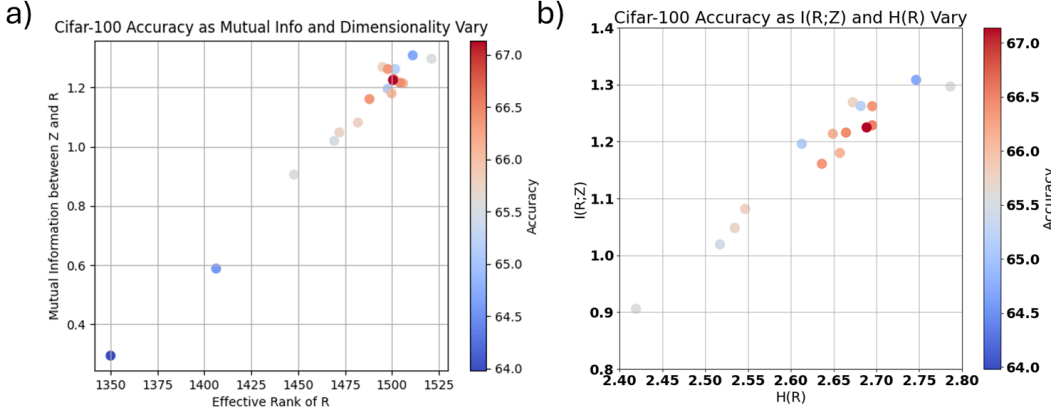 a)
Cifar-100 Accuracy as Mutual Info and Dimensionality Vary
Mutual Information between Z and R
1.2
1.0
0.8
0.6
0.4
1350 1375 1400 1425 1450 1475 1500 1525
Effective Rank of R
67.0
66.5
66.0
65.5
65.0
64.5
64.0
Accuracy
b)
Cifar-100 Accuracy as I(R;Z) and H(R) Vary
I(R;Z)
1.4
1.3
1.2
1.1
1.0
0.9
0.8
2.40 2.45 2.50 2.55 2.60 2.65 2.70 2.75 2.80
H(R)
67.0
66.5
66.0
65.5
65.0
64.5
64.0
Accuracy